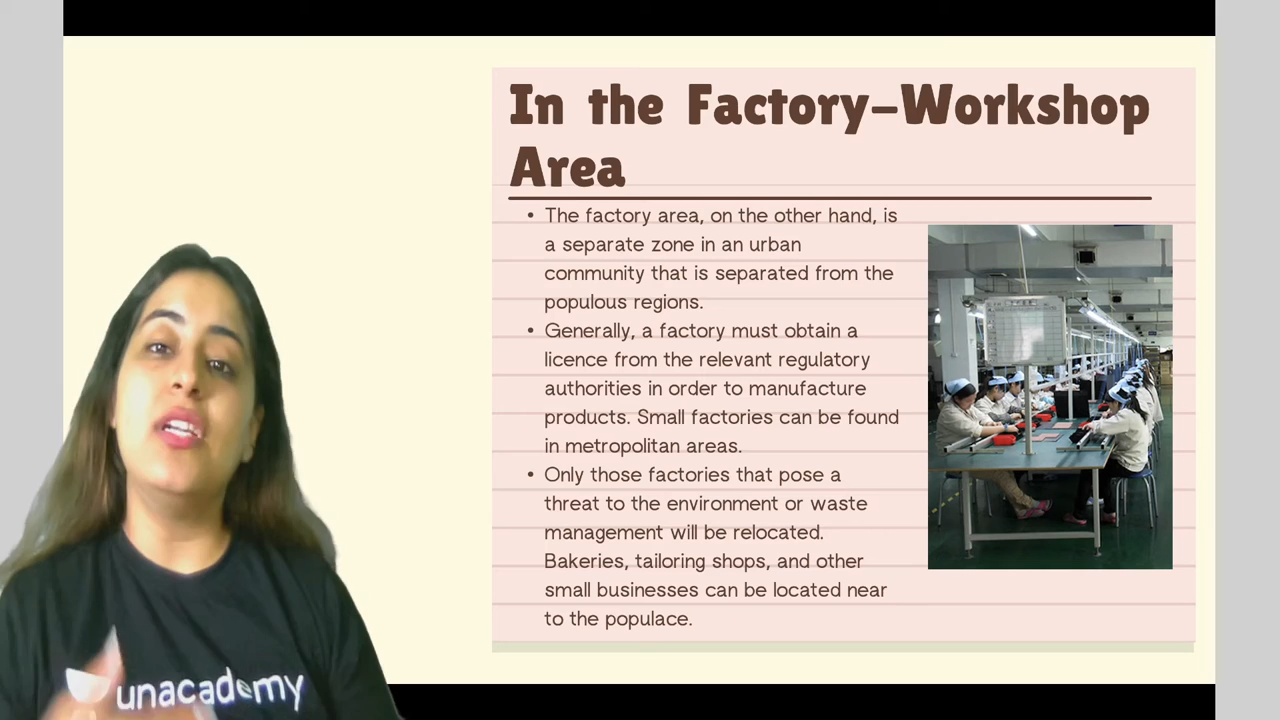 In the Factory-Workshop
Area
• The factory area, on the other hand, is
a separate zone in an urban
community that is separated from the
populous regions.
• Generally, a factory must obtain a
licence from the relevant regulatory
authorities in order to manufacture
products. Small factories can be found
in metropolitan areas.
• Only those factories that pose a
threat to the environment or waste
management will be relocated.
Bakeries, tailoring shops, and other
small businesses can be located near
to the populace.
unacademy